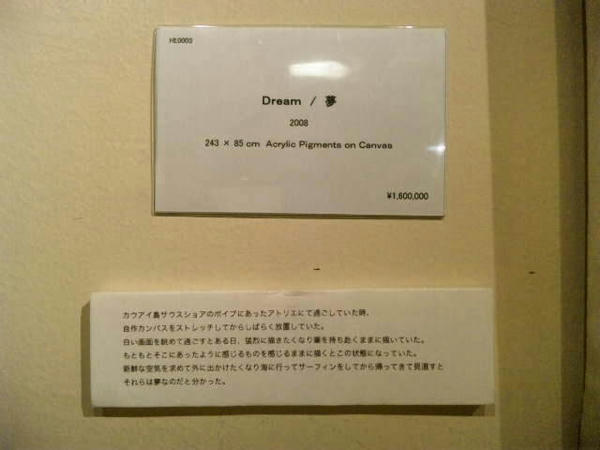 HE0003
Dream / 夢
2008
243 × 85 cm Acrylic Pigments on Canvas
¥1,600,000
カウアイ島サウスショアのポイプにあったアトリエにて過ごしていた時、
自作カンバスをストレッチしてからしばらく放置していた。
白い画面を眺めて過ごすとある日、猛烈に描きたくなり筆を持ち赴くままに描いていた。
もともとそこにあったように感じるものを感じるままに描くとこの状態になっていた。
新鮮な空気を求めて外に出かけたくなり海に行ってサーフィンをしてから帰ってきて見直すと
それらは夢なのだと分かった。